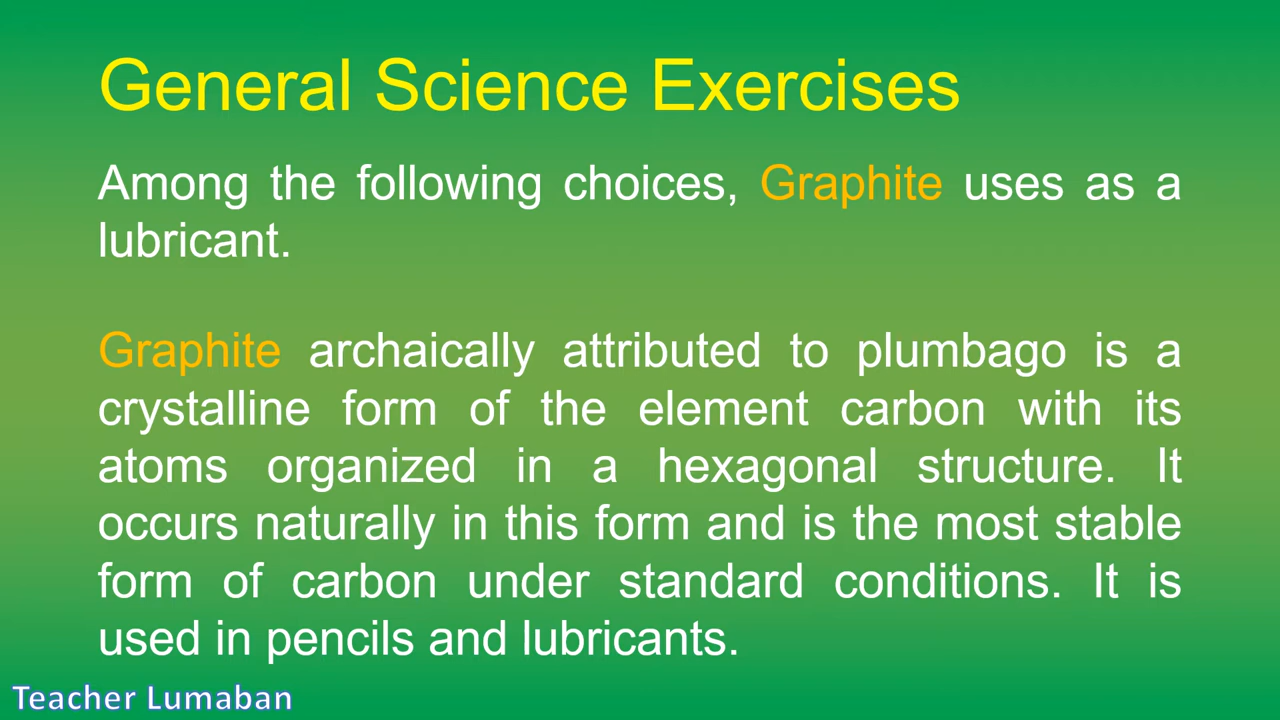 General Science Exercises
Among the following choices, Graphite uses as a
lubricant.
Graphite archaically attributed to plumbago is a
crystalline form of the element carbon with its
atoms organized in a hexagonal structure. It
occurs naturally in this form and is the most stable
form of carbon under standard conditions. It is
used in pencils and lubricants.
Teacher Lumaban